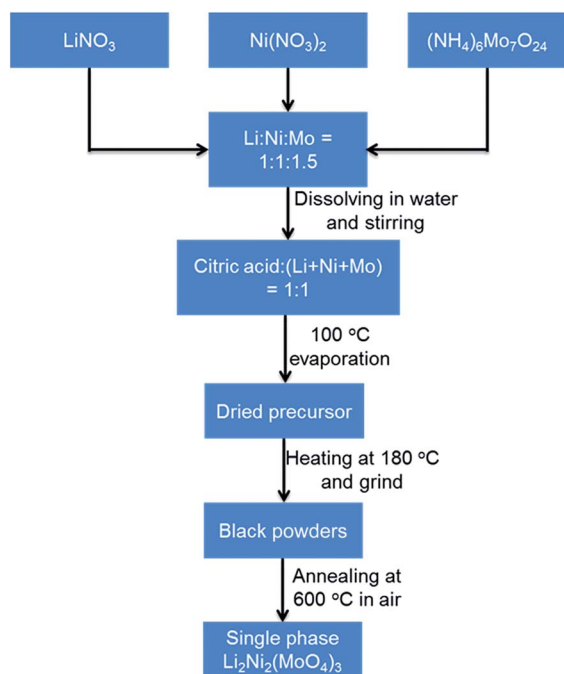 LiNO₃
Ni(NO₃)₂
(NH₄)₆Mo₇O₂₄
Li:Ni:Mo =
1:1:1.5
Dissolving in water
and stirring
Citric acid:(Li+Ni+Mo)
= 1:1
100 °C
evaporation
Dried precursor
Heating at 180 °C
and grind
Black powders
Annealing at
600 °C in air
Single phase
Li₂Ni₂(MoO₄)₃